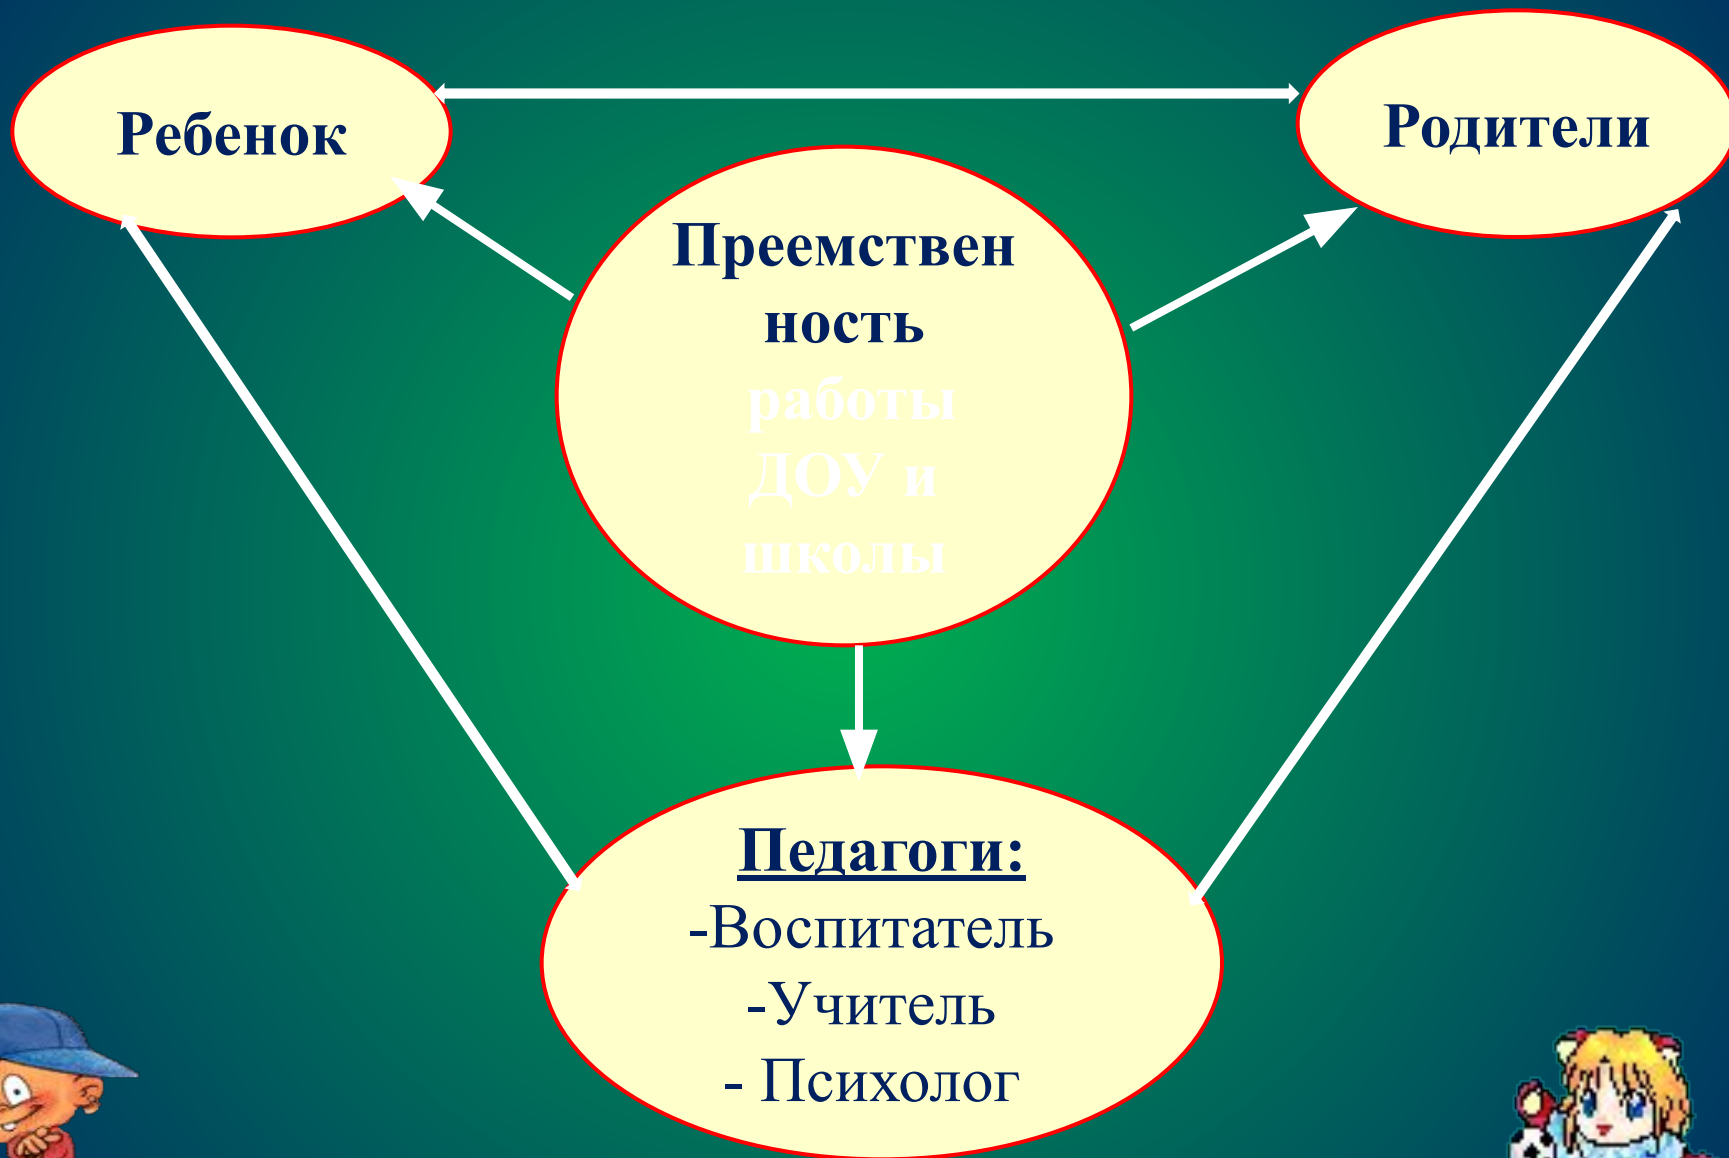 Ребенок
Родители
Преемствен
ность
работы
ДОУ и
школы
Педагоги:
-Воспитатель
-Учитель
- Психолог